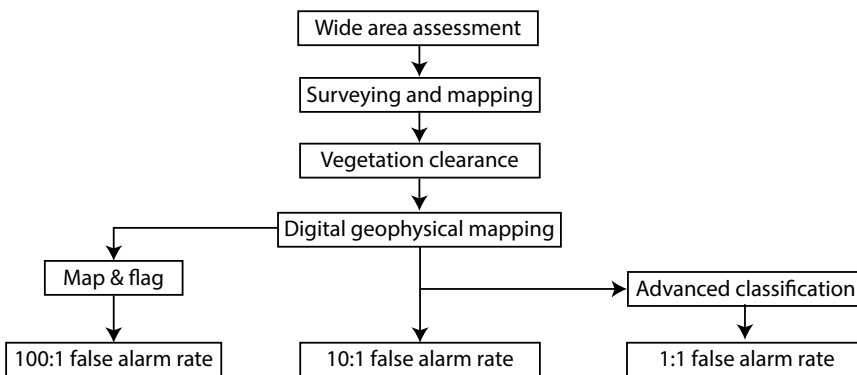 Wide area assessment
Surveying and mapping
Vegetation clearance
Digital geophysical mapping
Map & flag
Advanced classification
100:1 false alarm rate
10:1 false alarm rate
1:1 false alarm rate